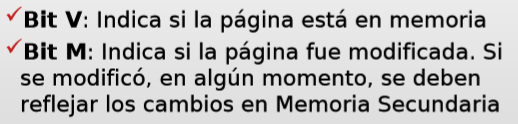 ✓Bit V: Indica si la página está en memoria
✓Bit M: Indica si la página fue modificada. Si
se modificó, en algún momento, se deben
reflejar los cambios en Memoria Secundaria